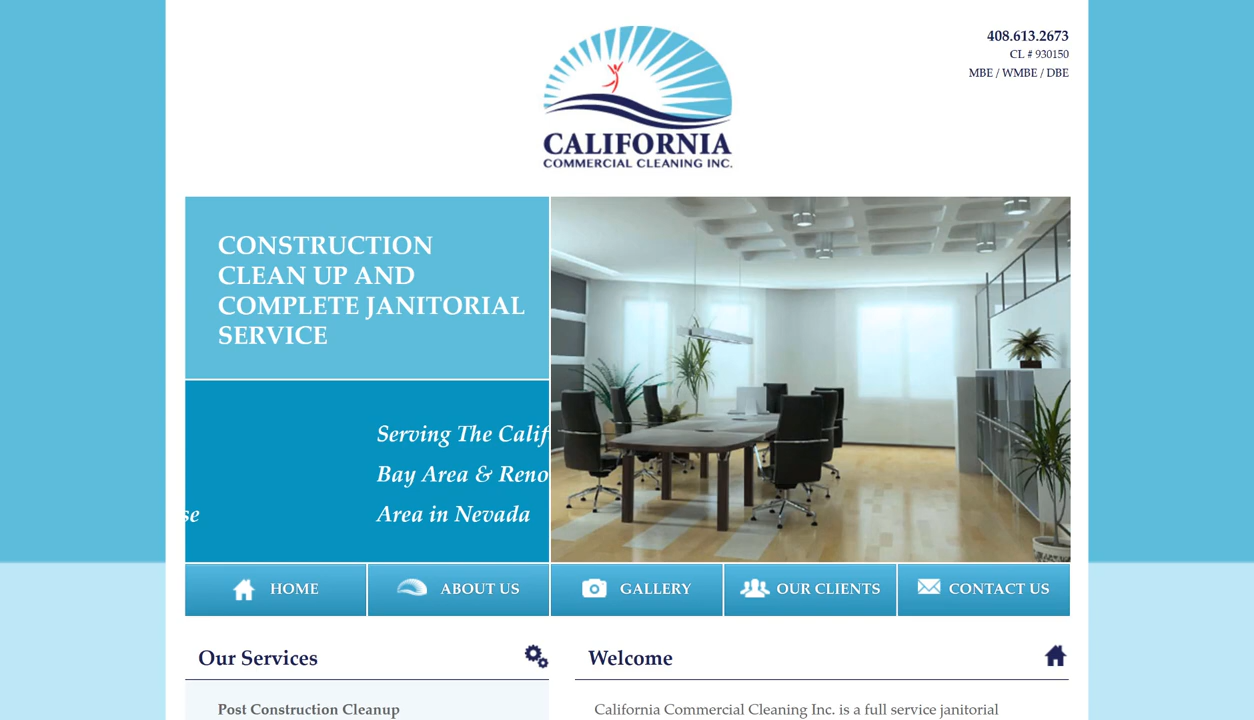 408.613.2673
CL # 930150
MBE / WMBE / DBE
CALIFORNIA
COMMERCIAL CLEANING INC.
CONSTRUCTION
CLEAN UP AND
COMPLETE JANITORIAL
SERVICE
Serving The Calif
Bay Area & Reno
se Area in Nevada
HOME
ABOUT US
GALLERY
OUR CLIENTS
CONTACT US
Our Services
Welcome
Post Construction Cleanup
California Commercial Cleaning Inc. is a full service janitorial